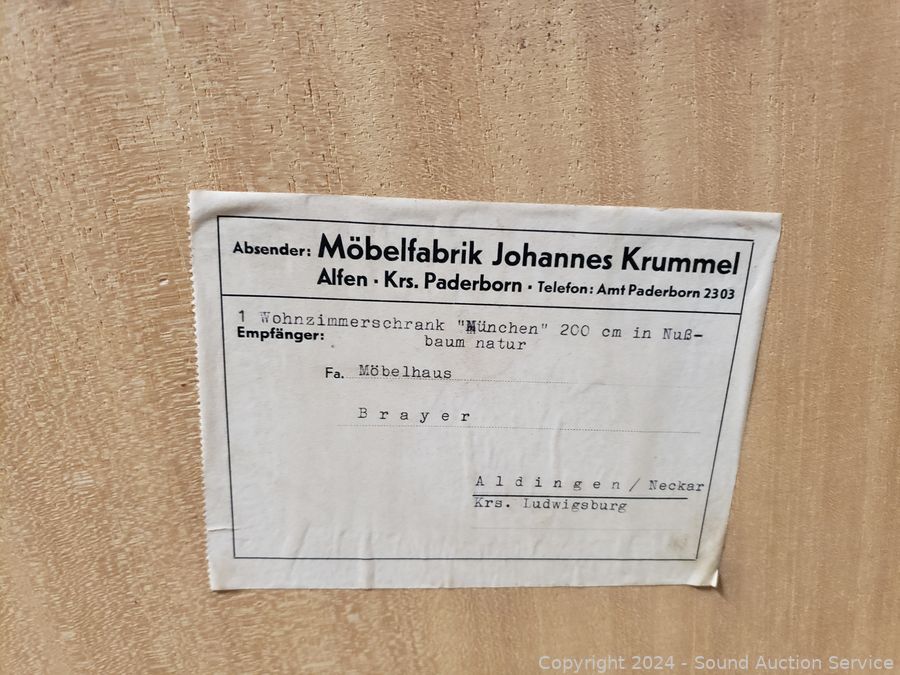 Absender: Möbelfabrik Johannes Krummel
Alfen · Krs. Paderborn · Telefon: Amt Paderborn 2303
1 Wohnzimmerschrank "München" 200 cm in Nuß-
baum natur
Empfänger:
Fa. Möbelhaus
Brayer
Aldingen/Neckar
Krs. Ludwigsburg
Copyright 2024 - Sound Auction Service